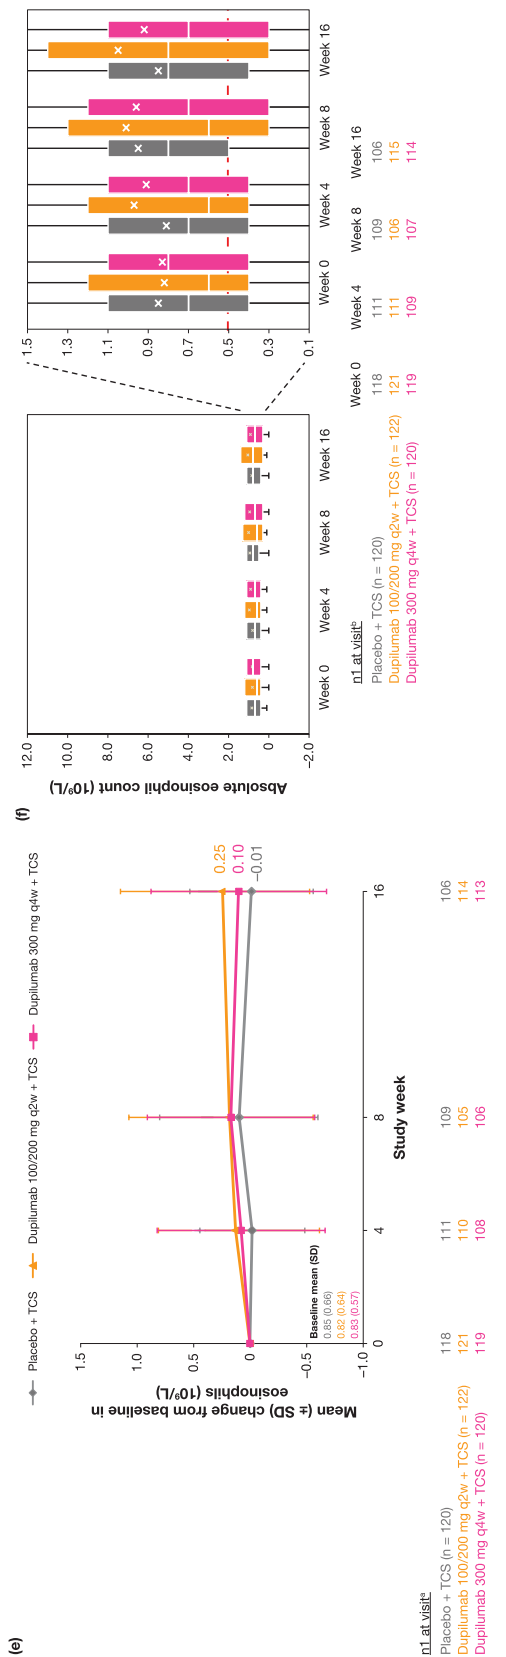 (e)
Placebo + TCS
Dupilumab 100/200 mg q2w + TCS
Dupilumab 300 mg q4w + TCS
Mean (± SD) change from baseline in
eosinophils (10⁹/L)
1.5
1.0
0.5
0
−0.5
−1.0
0.25
0.10
−0.01
Baseline mean (SD)
0.85 (0.66)
0.82 (0.64)
0.83 (0.57)
0 4 8 16
Study week
n1 at visitᵃ
Placebo + TCS (n = 120) 118 111 109 106
Dupilumab 100/200 mg q2w + TCS (n = 122) 121 110 105 114
Dupilumab 300 mg q4w + TCS (n = 120) 119 108 106 113
(f)
Absolute eosinophil count (10⁹/L)
12.0
10.0
8.0
6.0
4.0
2.0
0
−2.0
Week 0 Week 4 Week 8 Week 16
1.5
1.3
1.1
0.9
0.7
0.5
0.3
0.1
Week 0 Week 4 Week 8 Week 16
Week 0 Week 4 Week 8 Week 16
n1 at visitᵇ
Placebo + TCS (n = 120) 118 111 109 106
Dupilumab 100/200 mg q2w + TCS (n = 122) 121 111 106 115
Dupilumab 300 mg q4w + TCS (n = 120) 119 109 107 114